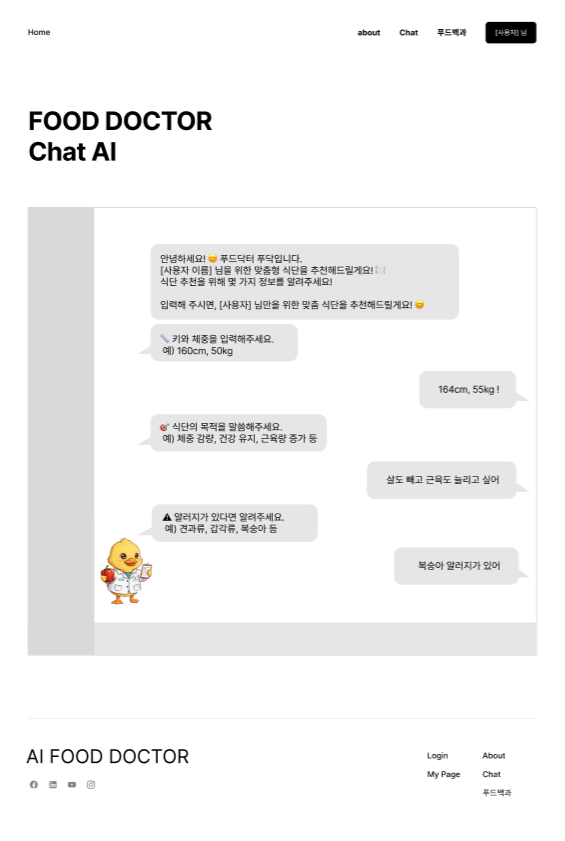 Home
about
Chat
푸드백과
[사용자] 님
FOOD DOCTOR
Chat AI
안녕하세요! 😊 푸드닥터 푸닥입니다.
[사용자 이름] 님을 위한 맞춤형 식단을 추천해드릴게요! 🍽️
식단 추천을 위해 몇 가지 정보를 알려주세요!
입력해 주시면, [사용자] 님만을 위한 맞춤 식단을 추천해드릴게요! 😊
📏 키와 체중을 입력해주세요.
예) 160cm, 50kg
164cm, 55kg !
🎯 식단의 목적을 말씀해주세요.
예) 체중 감량, 건강 유지, 근육량 증가 등
살도 빼고 근육도 늘리고 싶어
⚠ 알러지가 있다면 알려주세요.
예) 견과류, 갑각류, 복숭아 등
복숭아 알러지가 있어
AI FOOD DOCTOR
Login
About
My Page
Chat
푸드백과